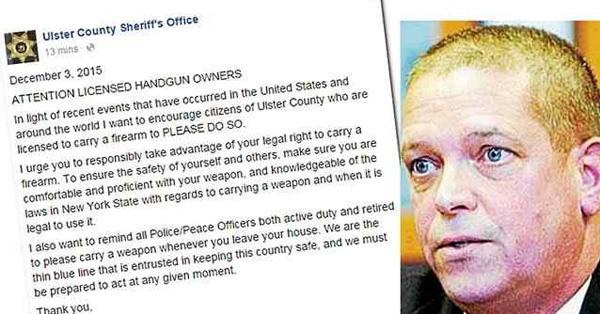 Ulster County Sheriff's Office
13 mins ·
December 3, 2015
ATTENTION LICENSED HANDGUN OWNERS
In light of recent events that have occurred in the United States and
around the world I want to encourage citizens of Ulster County who are
licensed to carry a firearm to PLEASE DO SO.
I urge you to responsibly take advantage of your legal right to carry a
firearm. To ensure the safety of yourself and others, make sure you are
comfortable and proficient with your weapon, and knowledgeable of the
laws in New York State with regards to carrying a weapon and when it is
legal to use it.
I also want to remind all Police/Peace Officers both active duty and retired
to please carry a weapon whenever you leave your house. We are the
thin blue line that is entrusted in keeping this country safe, and we must
be prepared to act at any given moment.
Thank you,